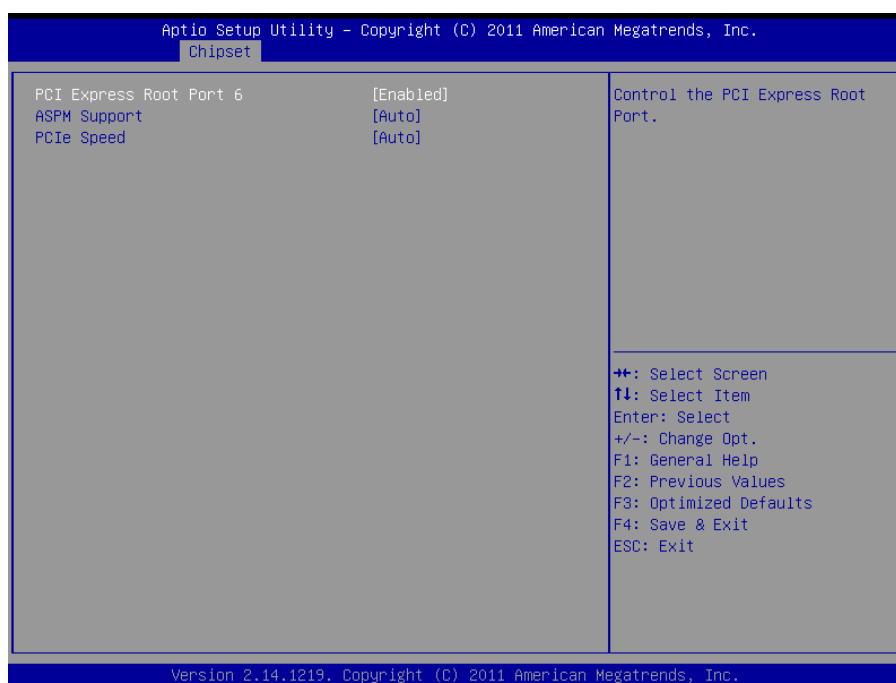 Aptio Setup Utility – Copyright (C) 2011 American Megatrends, Inc.
Chipset
PCI Express Root Port 6 [Enabled]
ASPM Support [Auto]
PCIe Speed [Auto]
Control the PCI Express Root
Port.
→←: Select Screen
↑↓: Select Item
Enter: Select
+/-: Change Opt.
F1: General Help
F2: Previous Values
F3: Optimized Defaults
F4: Save & Exit
ESC: Exit
Version 2.14.1219. Copyright (C) 2011 American Megatrends, Inc.